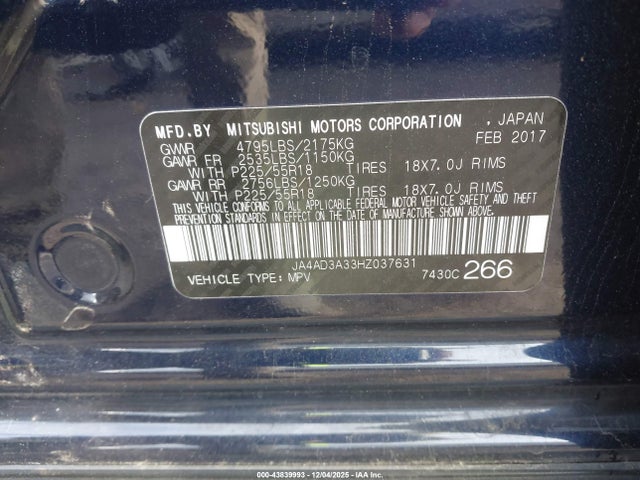 MFD.BY MITSUBISHI MOTORS CORPORATION . JAPAN
GVWR 4795LBS/2175KG FEB 2017
GAWR FR 2535LBS/1150KG
WITH P225/55R18 TIRES 18X7.0J RIMS
GAWR RR 2756LBS/1250KG
WITH P225/55R18 TIRES 18X7.0J RIMS
THIS VEHICLE CONFORMS TO ALL APPLICABLE FEDERAL MOTOR VEHICLE SAFETY AND THEFT
PREVENTION STANDARDS IN EFFECT ON THE DATE OF MANUFACTURE SHOWN ABOVE.
JA4AD3A33HZ037631
VEHICLE TYPE: MPV 7430C 266
000-43839993 - 12/04/2025 - IAA Inc.